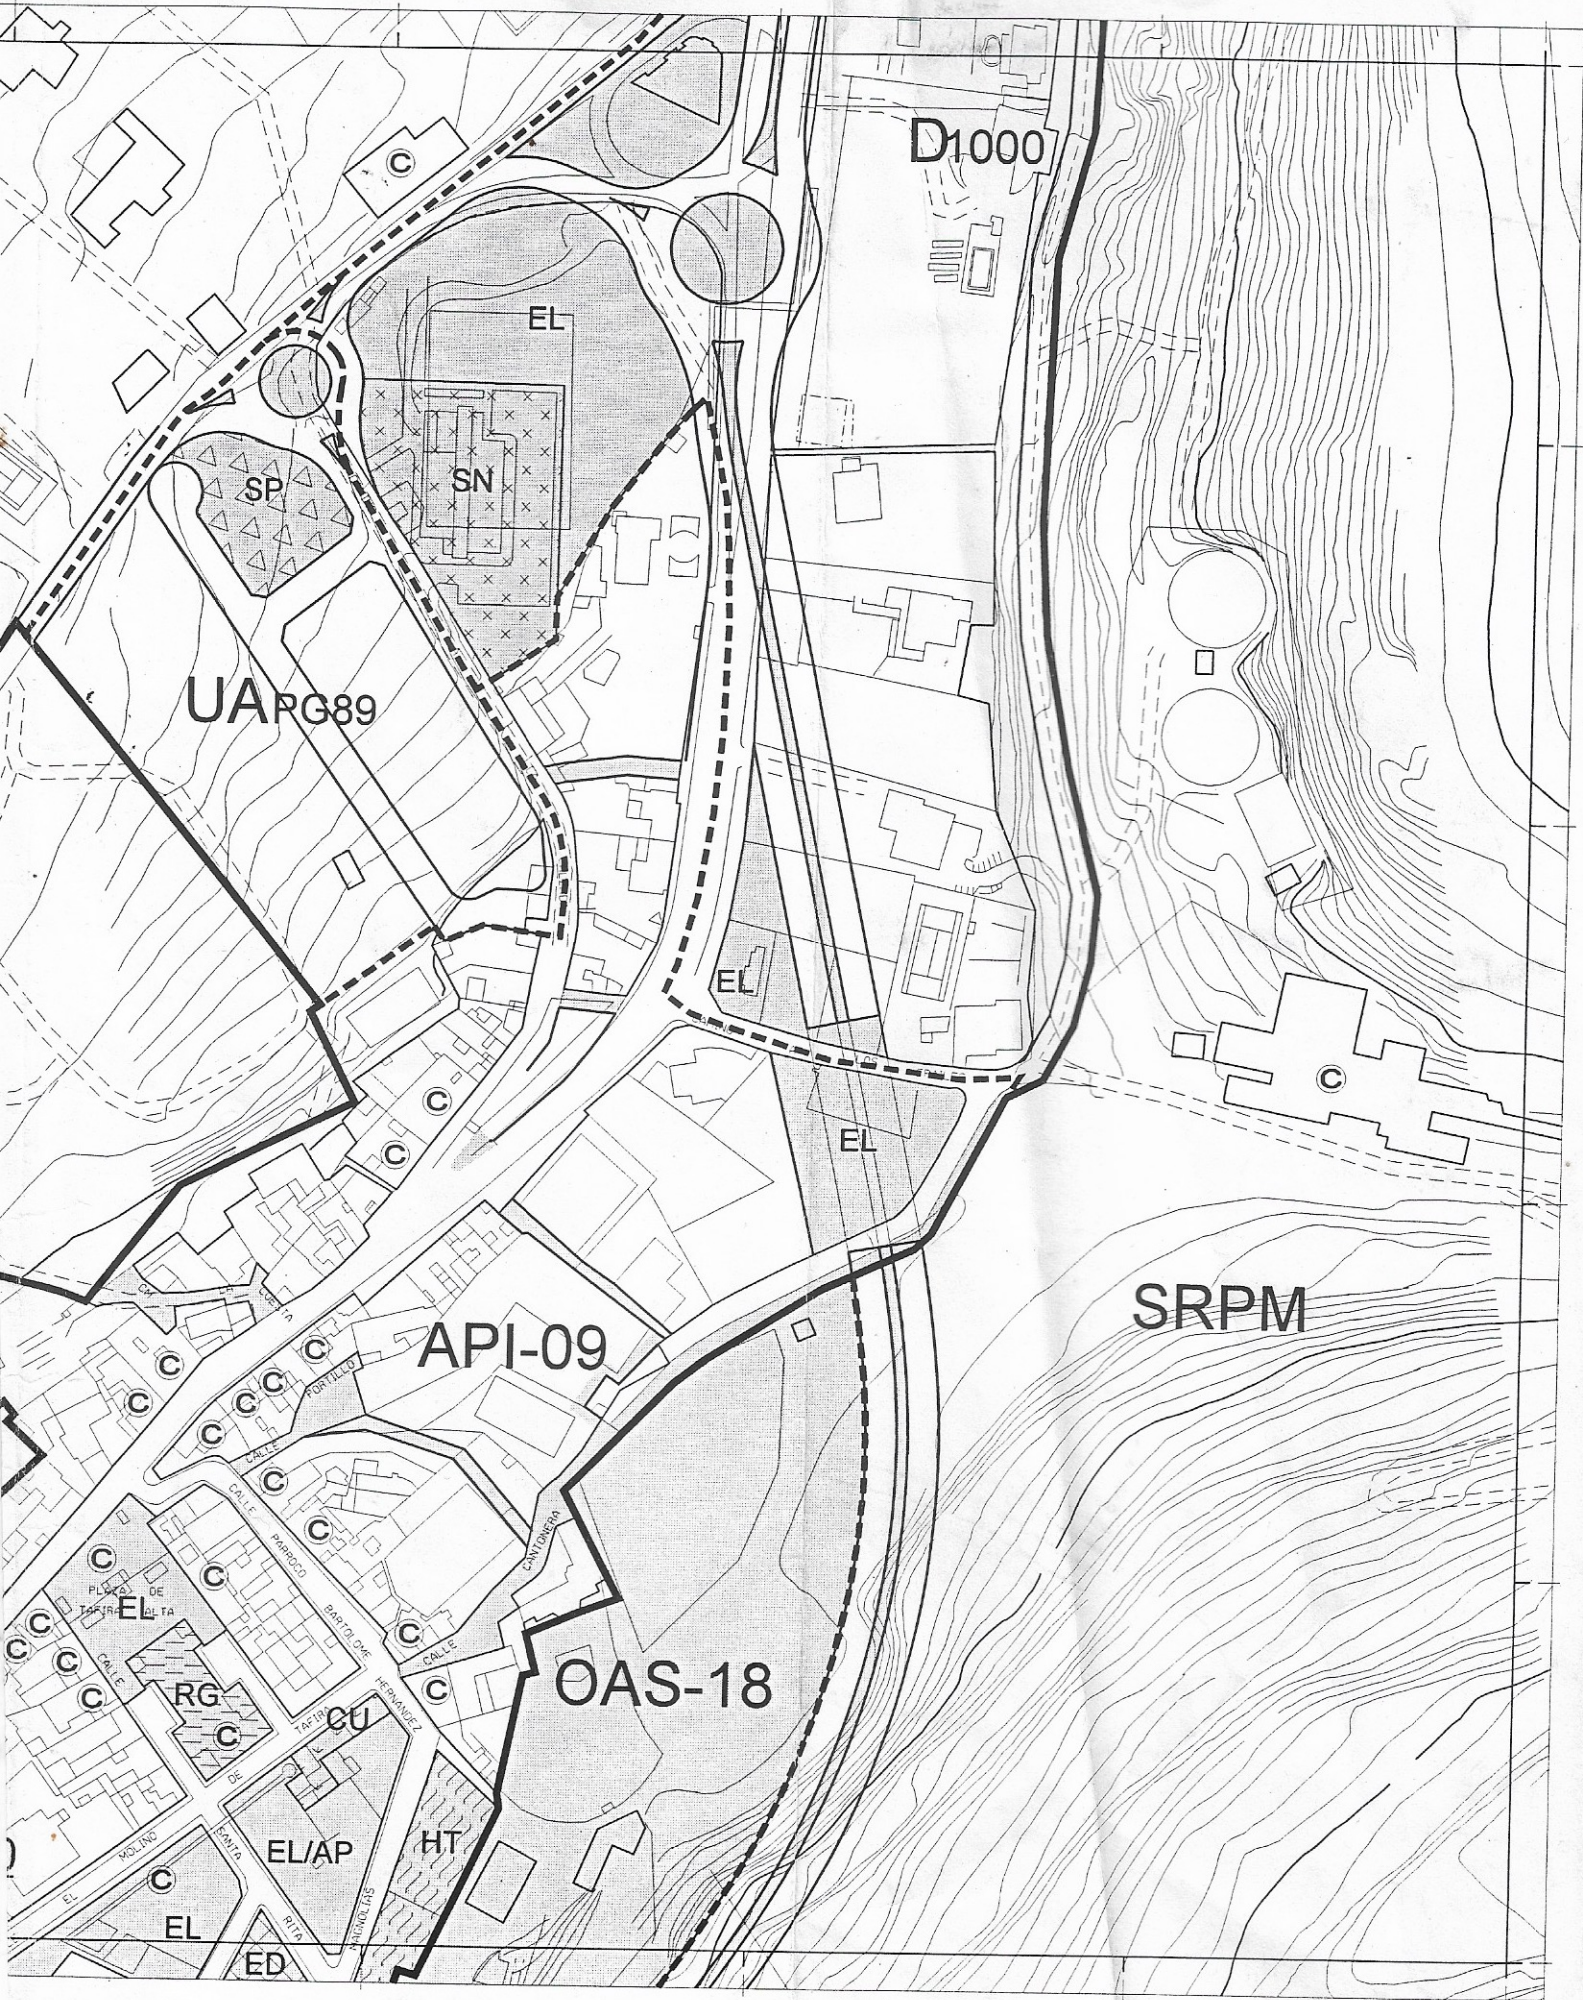 C
D1000
EL
SP
SN
UAPG89
EL
C
C
EL
C
SRPM
CUESTA
API-09
C
C
C
C
C
C
PORTILLO
CALLE
C
CALLE
PARROCO
BARTOLOME
HERNANDEZ
C
CANTONERA
C
C
PLAZA DE
TAFIRA ALTA
EL
C
C
C
C
C
CALLE
CALLE
C
OAS-18
RG
C
CU
TAFIRA
DE
MOLINO
EL
SANTA
RITA
EL/AP
HT
MAGNOLIAS
C
EL
ED